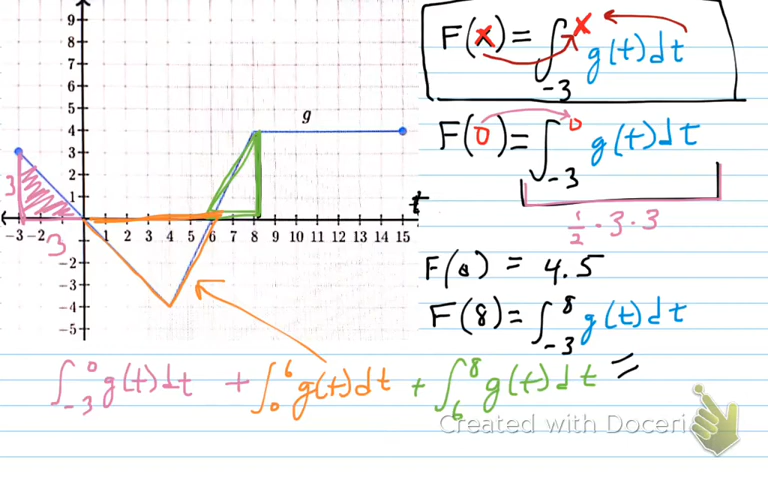 F(x) = ∫_{-3}^{x} g(t)dt
F(0) = ∫_{-3}^{0} g(t)dt
1/2 · 3 · 3
F(0) = 4.5
F(8) = ∫_{-3}^{8} g(t)dt
∫_{-3}^{0} g(t)dt + ∫_{0}^{6} g(t)dt + ∫_{6}^{8} g(t)dt =
9
8
7
6
5
4
3
2
1
-2
-3
-4
-5
-3 -2 1 2 3 4 5 6 7 8 9 10 11 12 13 14 15
g
t
3
3
Created with Doceri